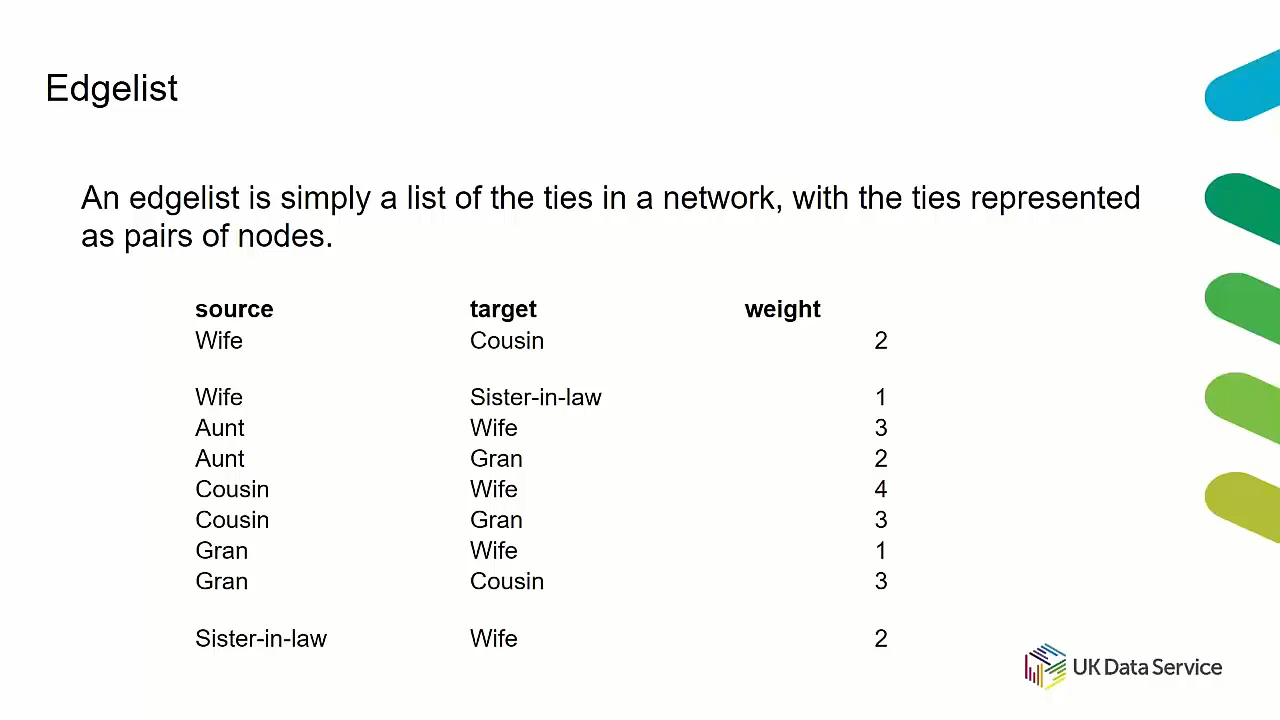 Edgelist
An edgelist is simply a list of the ties in a network, with the ties represented
as pairs of nodes.
source target weight
Wife Cousin 2
Wife Sister-in-law 1
Aunt Wife 3
Aunt Gran 2
Cousin Wife 4
Cousin Gran 3
Gran Wife 1
Gran Cousin 3
Sister-in-law Wife 2
UK Data Service